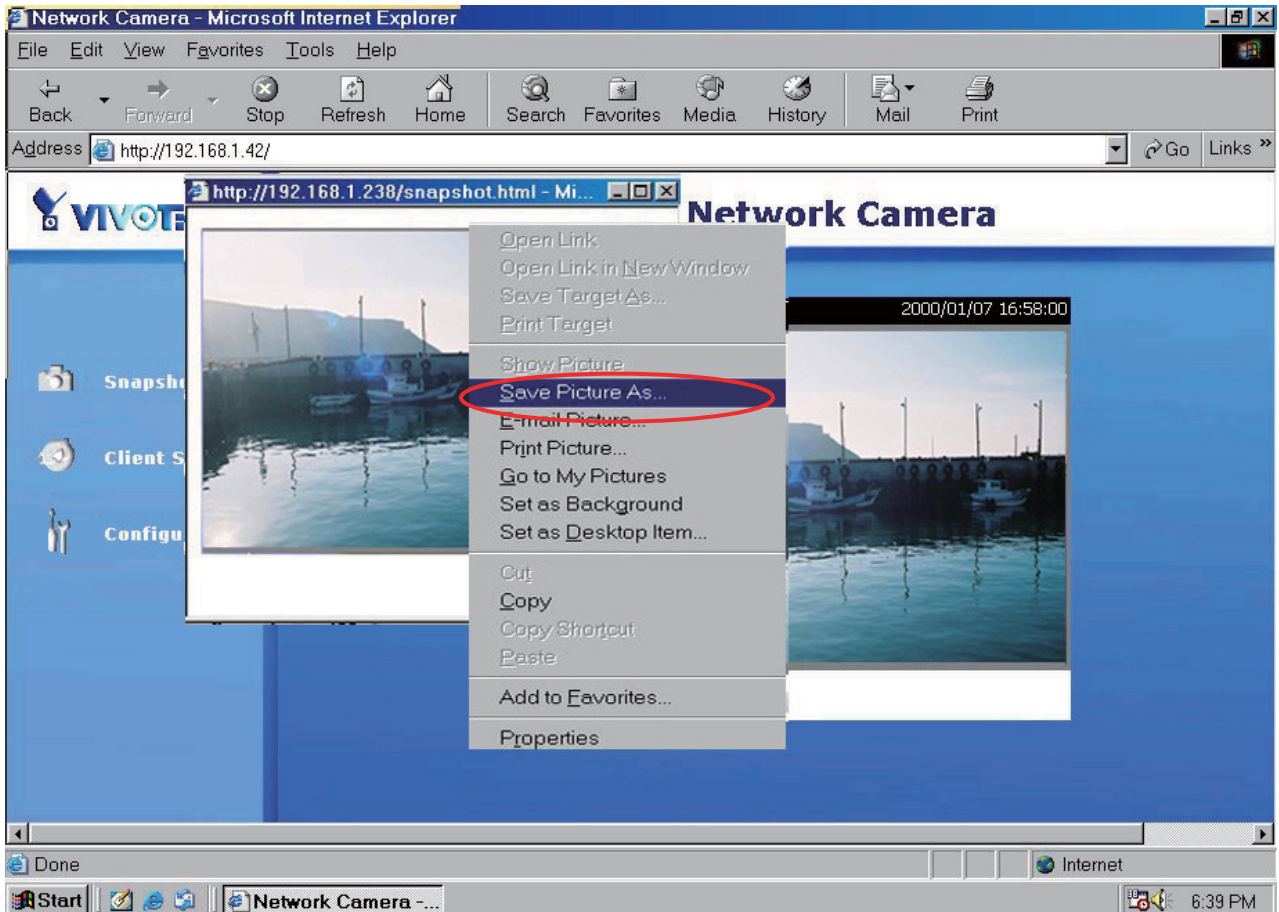 Network Camera - Microsoft Internet Explorer
File Edit View Favorites Tools Help
Back Forward Stop Refresh Home Search Favorites Media History Mail Print
Address http://192.168.1.42/ Go Links »
http://192.168.1.238/snapshot.html - Mi...
VIVOT
Network Camera
2000/01/07 16:58:00
Snapsh
Client S
Configu
Open Link
Open Link in New Window
Save Target As...
Print Target
Show Picture
Save Picture As...
E-mail Picture...
Print Picture...
Go to My Pictures
Set as Background
Set as Desktop Item...
Cut
Copy
Copy Shortcut
Paste
Add to Favorites...
Properties
Done
Internet
Start
Network Camera -...
6:39 PM